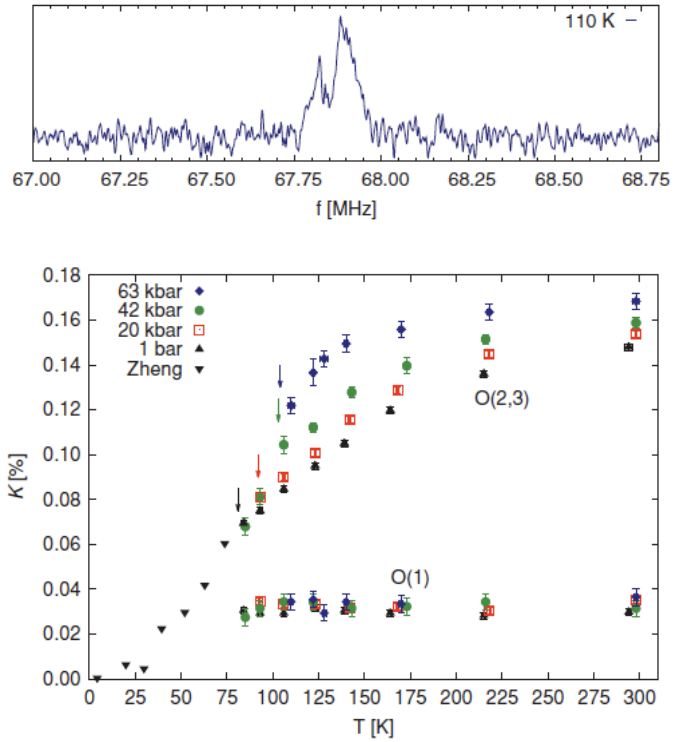 110 K
67.00 67.25 67.50 67.75 68.00 68.25 68.50 68.75
f [MHz]
0.18
0.16
0.14
0.12
0.10
0.08
0.06
0.04
0.02
0.00
K [%]
63 kbar
42 kbar
20 kbar
1 bar
Zheng
O(2,3)
O(1)
0 25 50 75 100 125 150 175 200 225 250 275 300
T [K]